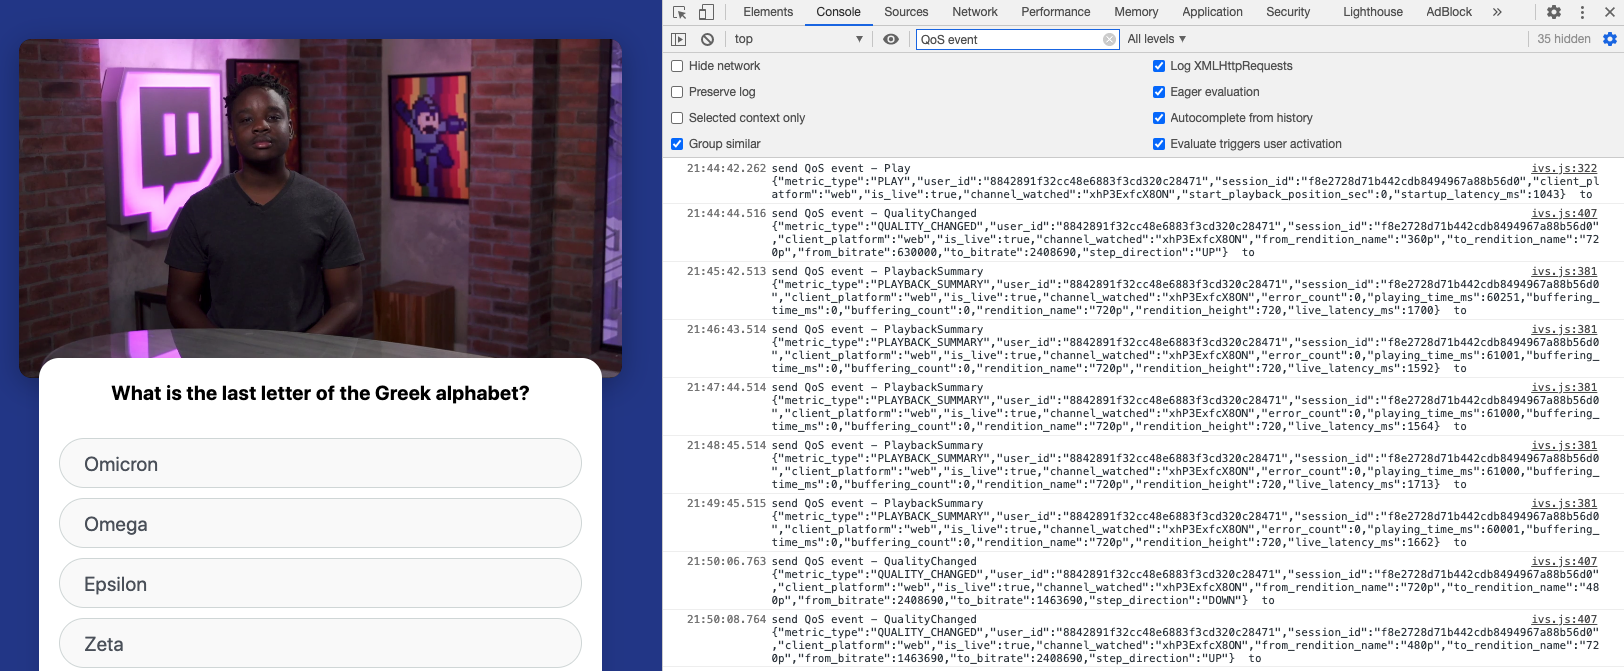 What is the last letter of the Greek alphabet?
Omicron
Omega
Epsilon
Zeta
Elements Console Sources Network Performance Memory Application Security Lighthouse AdBlock »
top QoS event All levels 35 hidden
Hide network Log XMLHttpRequests
Preserve log Eager evaluation
Selected context only Autocomplete from history
Group similar Evaluate triggers user activation
21:44:42.262 send QoS event – Play ivs.js:322
{"metric_type":"PLAY","user_id":"8842891f32cc48e6883f3cd320c28471","session_id":"f8e2728d71b442cdb8494967a88b56d0","client_pl
atform":"web","is_live":true,"channel_watched":"xhP3ExfcX8ON","start_playback_position_sec":0,"startup_latency_ms":1043} to
21:44:44.516 send QoS event – QualityChanged ivs.js:407
{"metric_type":"QUALITY_CHANGED","user_id":"8842891f32cc48e6883f3cd320c28471","session_id":"f8e2728d71b442cdb8494967a88b56d0"
,"client_platform":"web","is_live":true,"channel_watched":"xhP3ExfcX8ON","from_rendition_name":"360p","to_rendition_name":"72
0p","from_bitrate":630000,"to_bitrate":2408690,"step_direction":"UP"} to
21:45:42.513 send QoS event – PlaybackSummary ivs.js:381
{"metric_type":"PLAYBACK_SUMMARY","user_id":"8842891f32cc48e6883f3cd320c28471","session_id":"f8e2728d71b442cdb8494967a88b56d0
","client_platform":"web","is_live":true,"channel_watched":"xhP3ExfcX8ON","error_count":0,"playing_time_ms":60251,"buffering_
time_ms":0,"buffering_count":0,"rendition_name":"720p","rendition_height":720,"live_latency_ms":1700} to
21:46:43.514 send QoS event – PlaybackSummary ivs.js:381
{"metric_type":"PLAYBACK_SUMMARY","user_id":"8842891f32cc48e6883f3cd320c28471","session_id":"f8e2728d71b442cdb8494967a88b56d0
","client_platform":"web","is_live":true,"channel_watched":"xhP3ExfcX8ON","error_count":0,"playing_time_ms":61001,"buffering_
time_ms":0,"buffering_count":0,"rendition_name":"720p","rendition_height":720,"live_latency_ms":1592} to
21:47:44.514 send QoS event – PlaybackSummary ivs.js:381
{"metric_type":"PLAYBACK_SUMMARY","user_id":"8842891f32cc48e6883f3cd320c28471","session_id":"f8e2728d71b442cdb8494967a88b56d0
","client_platform":"web","is_live":true,"channel_watched":"xhP3ExfcX8ON","error_count":0,"playing_time_ms":61000,"buffering_
time_ms":0,"buffering_count":0,"rendition_name":"720p","rendition_height":720,"live_latency_ms":1564} to
21:48:45.514 send QoS event – PlaybackSummary ivs.js:381
{"metric_type":"PLAYBACK_SUMMARY","user_id":"8842891f32cc48e6883f3cd320c28471","session_id":"f8e2728d71b442cdb8494967a88b56d0
","client_platform":"web","is_live":true,"channel_watched":"xhP3ExfcX8ON","error_count":0,"playing_time_ms":61000,"buffering_
time_ms":0,"buffering_count":0,"rendition_name":"720p","rendition_height":720,"live_latency_ms":1713} to
21:49:45.515 send QoS event – PlaybackSummary ivs.js:381
{"metric_type":"PLAYBACK_SUMMARY","user_id":"8842891f32cc48e6883f3cd320c28471","session_id":"f8e2728d71b442cdb8494967a88b56d0
","client_platform":"web","is_live":true,"channel_watched":"xhP3ExfcX8ON","error_count":0,"playing_time_ms":60001,"buffering_
time_ms":0,"buffering_count":0,"rendition_name":"720p","rendition_height":720,"live_latency_ms":1662} to
21:50:06.763 send QoS event – QualityChanged ivs.js:407
{"metric_type":"QUALITY_CHANGED","user_id":"8842891f32cc48e6883f3cd320c28471","session_id":"f8e2728d71b442cdb8494967a88b56d0"
,"client_platform":"web","is_live":true,"channel_watched":"xhP3ExfcX8ON","from_rendition_name":"720p","to_rendition_name":"48
0p","from_bitrate":2408690,"to_bitrate":1463690,"step_direction":"DOWN"} to
21:50:08.764 send QoS event – QualityChanged ivs.js:407
{"metric_type":"QUALITY_CHANGED","user_id":"8842891f32cc48e6883f3cd320c28471","session_id":"f8e2728d71b442cdb8494967a88b56d0"
,"client_platform":"web","is_live":true,"channel_watched":"xhP3ExfcX8ON","from_rendition_name":"480p","to_rendition_name":"72
0p","from_bitrate":1463690,"to_bitrate":2408690,"step_direction":"UP"} to